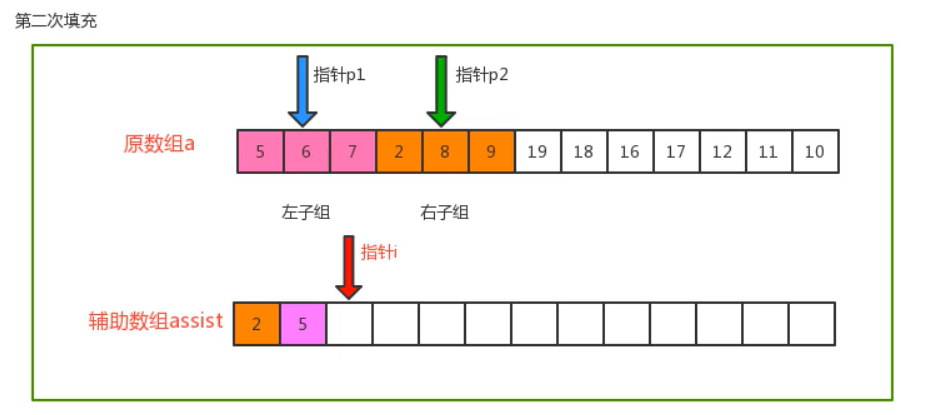 第二次填充
指针p1 指针p2
原数组a 5 6 7 2 8 9 19 18 16 17 12 11 10
左子组 右子组
指针i
辅助数组assist 2 5